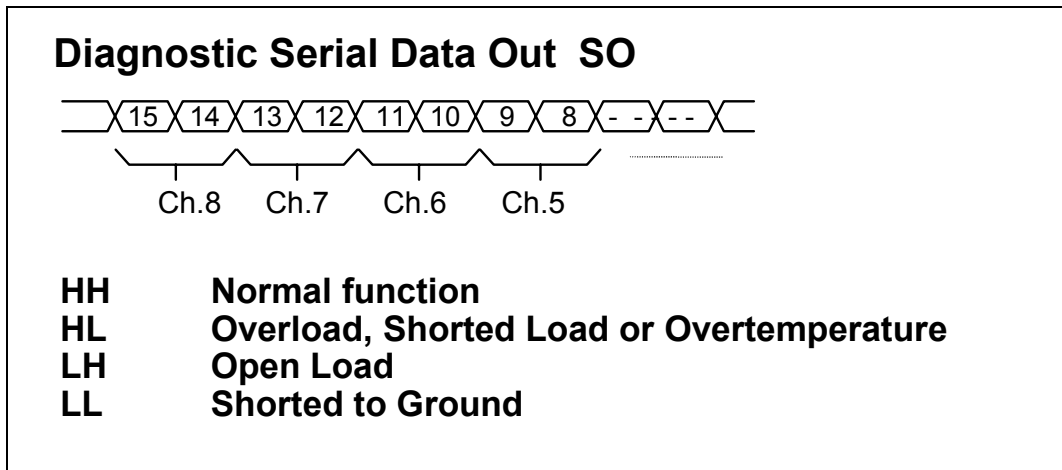 Diagnostic Serial Data Out SO
15 14 13 12 11 10 9 8 - - - -
Ch.8 Ch.7 Ch.6 Ch.5
HH Normal function
HL Overload, Shorted Load or Overtemperature
LH Open Load
LL Shorted to Ground